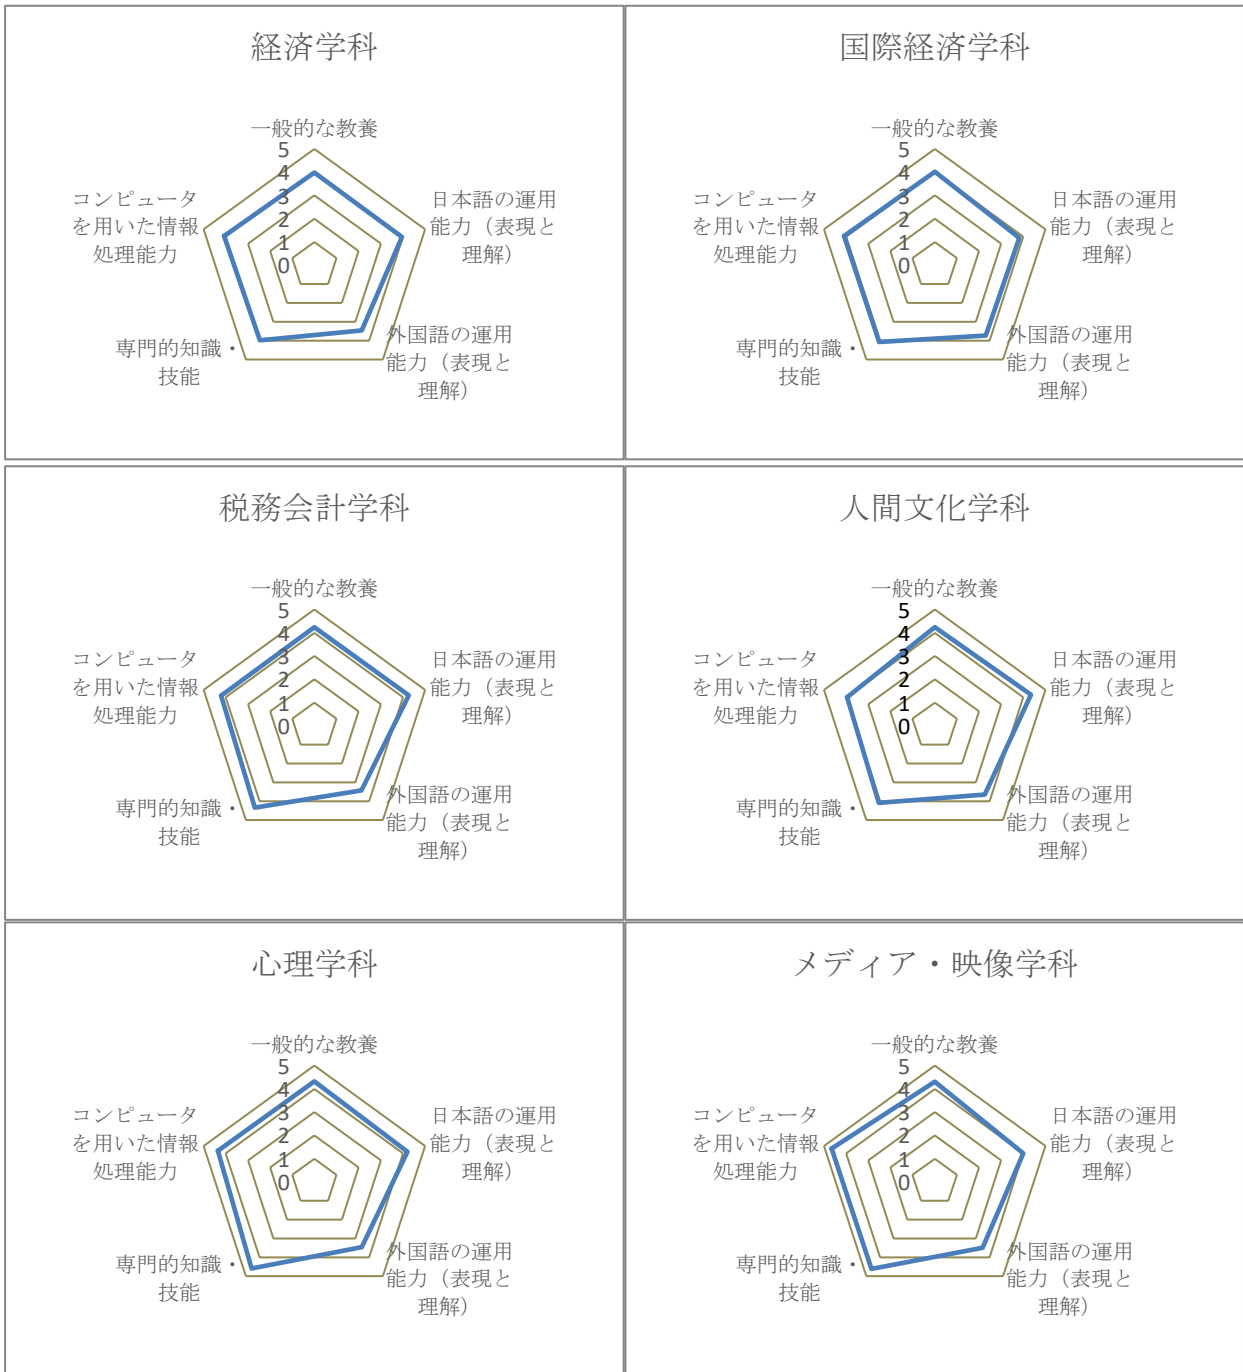 経済学科
一般的な教養
5
4
3
2
1
0
日本語の運用
能力（表現と
理解）
外国語の運用
能力（表現と
理解）
専門的知識・
技能
コンピュータ
を用いた情報
処理能力
国際経済学科
一般的な教養
5
4
3
2
1
0
日本語の運用
能力（表現と
理解）
外国語の運用
能力（表現と
理解）
専門的知識・
技能
コンピュータ
を用いた情報
処理能力
税務会計学科
一般的な教養
5
4
3
2
1
0
日本語の運用
能力（表現と
理解）
外国語の運用
能力（表現と
理解）
専門的知識・
技能
コンピュータ
を用いた情報
処理能力
人間文化学科
一般的な教養
5
4
3
2
1
0
日本語の運用
能力（表現と
理解）
外国語の運用
能力（表現と
理解）
専門的知識・
技能
コンピュータ
を用いた情報
処理能力
心理学科
一般的な教養
5
4
3
2
1
0
日本語の運用
能力（表現と
理解）
外国語の運用
能力（表現と
理解）
専門的知識・
技能
コンピュータ
を用いた情報
処理能力
メディア・映像学科
一般的な教養
5
4
3
2
1
0
日本語の運用
能力（表現と
理解）
外国語の運用
能力（表現と
理解）
専門的知識・
技能
コンピュータ
を用いた情報
処理能力